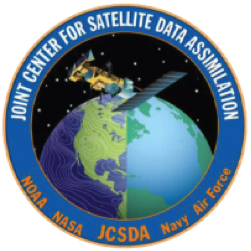 JOINT CENTER FOR SATELLITE DATA ASSIMILATION
NOAA NASA JCSDA Navy Air Force